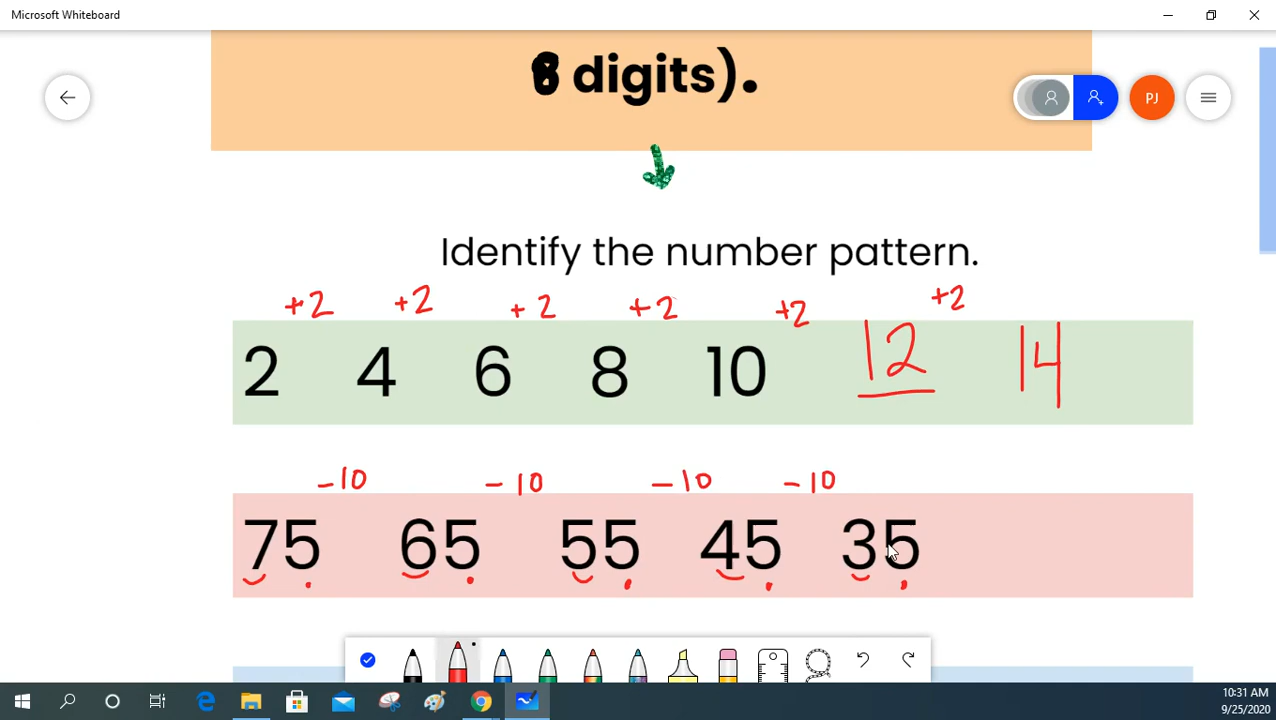 Microsoft Whiteboard
digits).
PJ
Identify the number pattern.
+2 +2 +2 +2 +2 +2
2 4 6 8 10 12 14
-10 -10 -10 -10
75 65 55 45 35
10:31 AM
9/25/2020